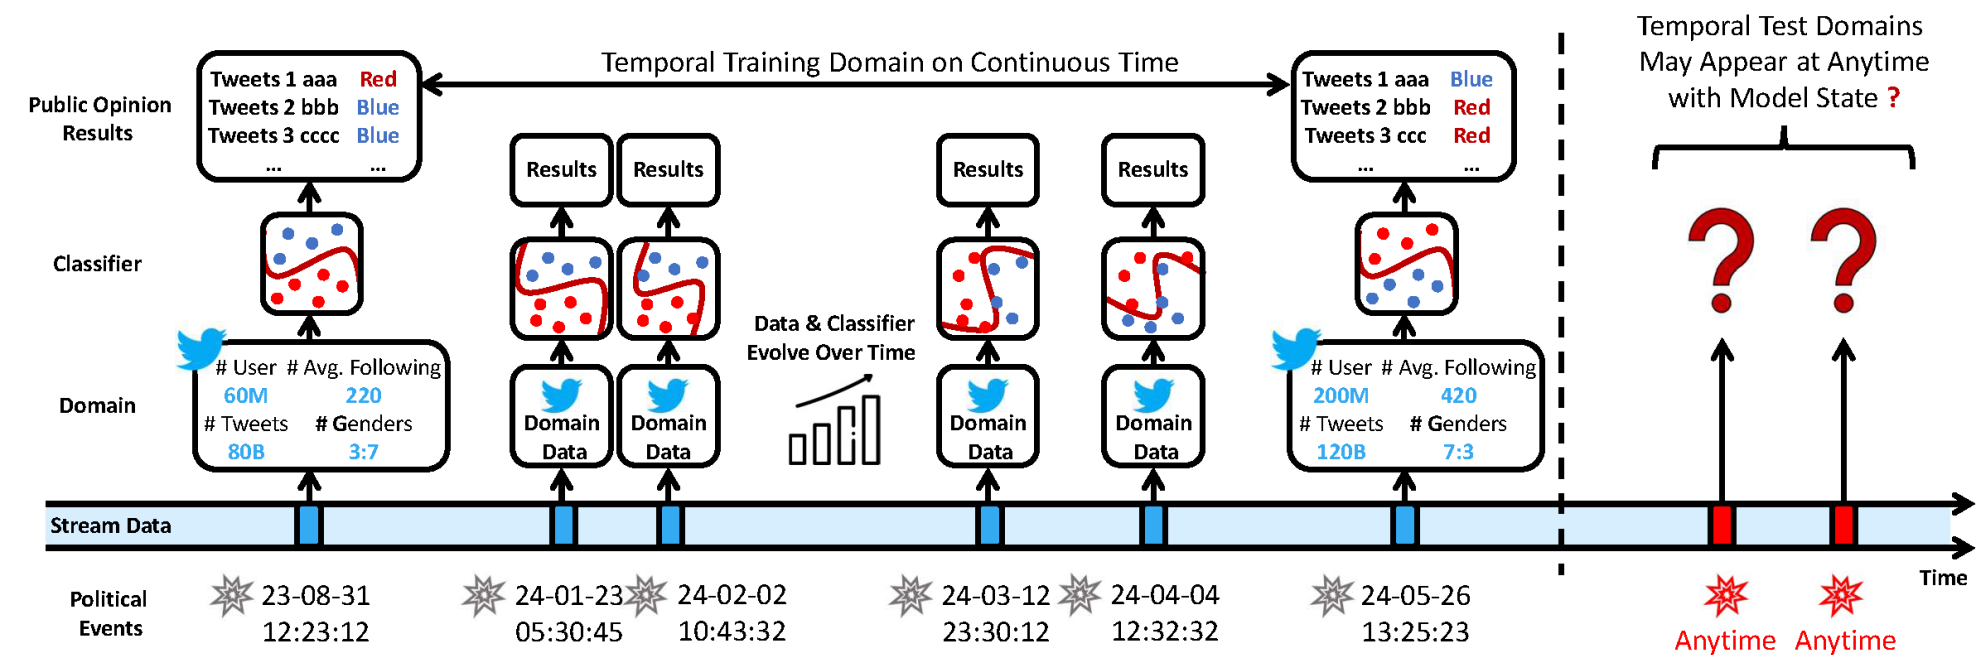 Temporal Training Domain on Continuous Time
Temporal Test Domains
May Appear at Anytime
with Model State ?
Public Opinion
Results
Tweets 1 aaa Red
Tweets 2 bbb Blue
Tweets 3 cccc Blue
... ...
Results
Results
Results
Results
Tweets 1 aaa Blue
Tweets 2 bbb Red
Tweets 3 ccc Red
... ...
Classifier
? ?
Data & Classifier
Evolve Over Time
Domain
# User # Avg. Following
60M 220
# Tweets # Genders
80B 3:7
Domain
Data
Domain
Data
Domain
Data
Domain
Data
# User # Avg. Following
200M 420
# Tweets # Genders
120B 7:3
Stream Data
Time
Political
Events
23-08-31
12:23:12
24-01-23
05:30:45
24-02-02
10:43:32
24-03-12
23:30:12
24-04-04
12:32:32
24-05-26
13:25:23
Anytime
Anytime